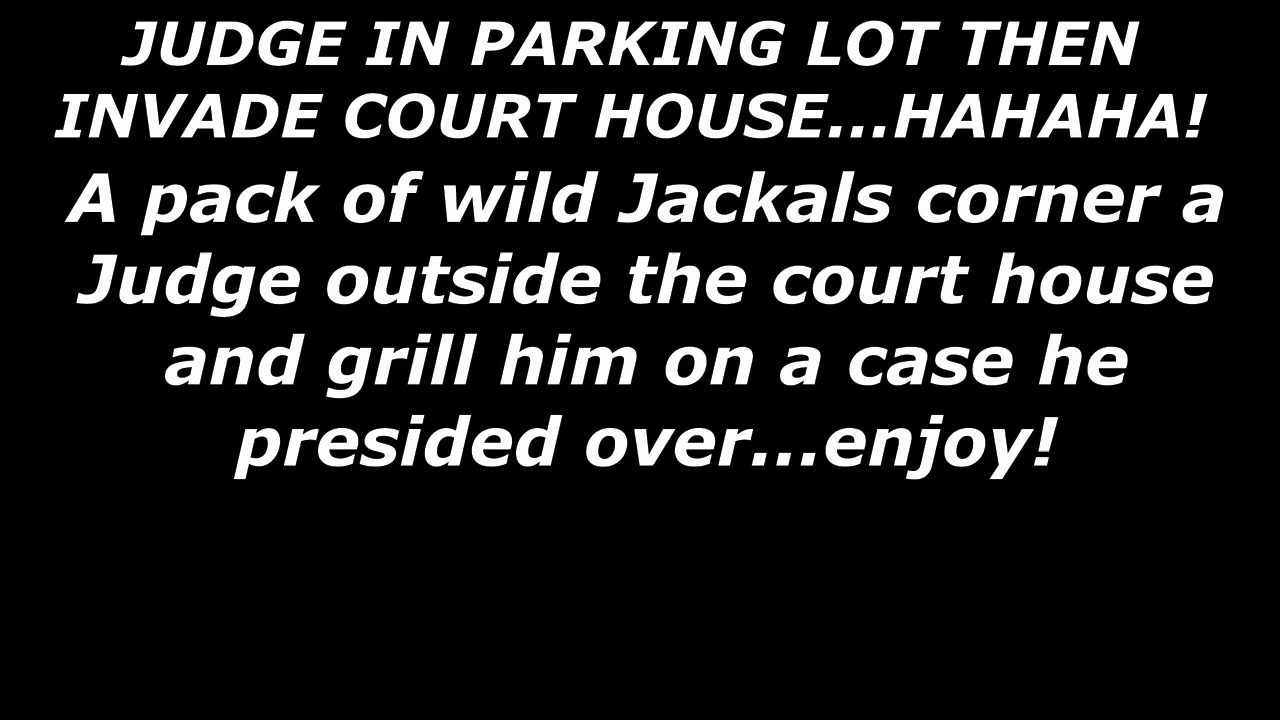 JUDGE IN PARKING LOT THEN
INVADE COURT HOUSE...HAHAHA!
A pack of wild Jackals corner a
Judge outside the court house
and grill him on a case he
presided over...enjoy!